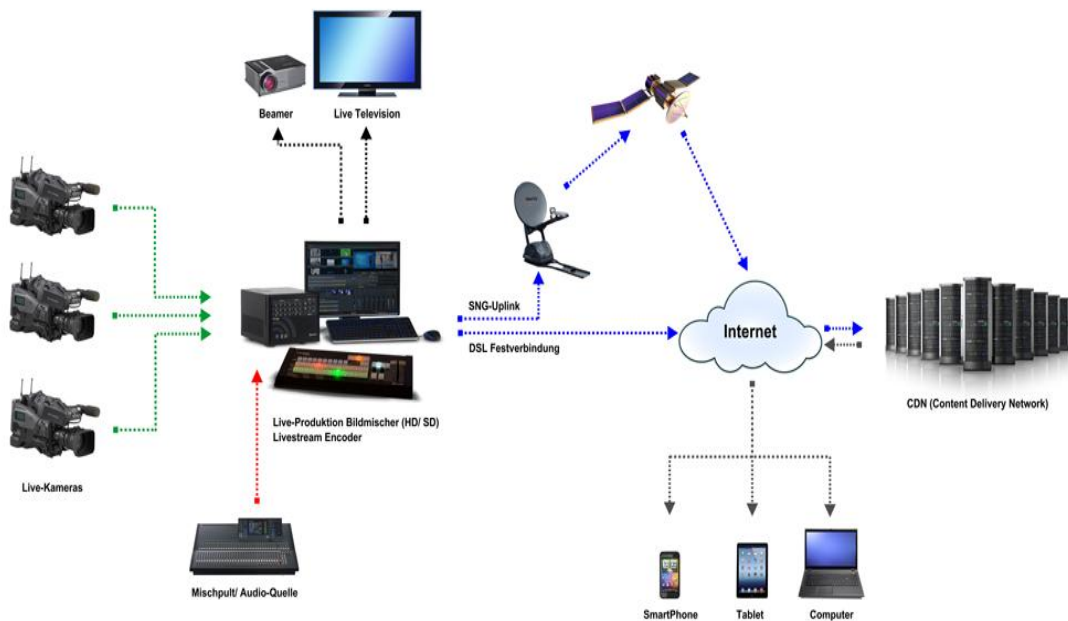 Beamer
Live Television
SNG-Uplink
DSL Festverbindung
Internet
CDN (Content Delivery Network)
Live-Produktion Bildmischer (HD/ SD)
Livestream Encoder
Live-Kameras
Mischpult/ Audio-Quelle
SmartPhone
Tablet
Computer